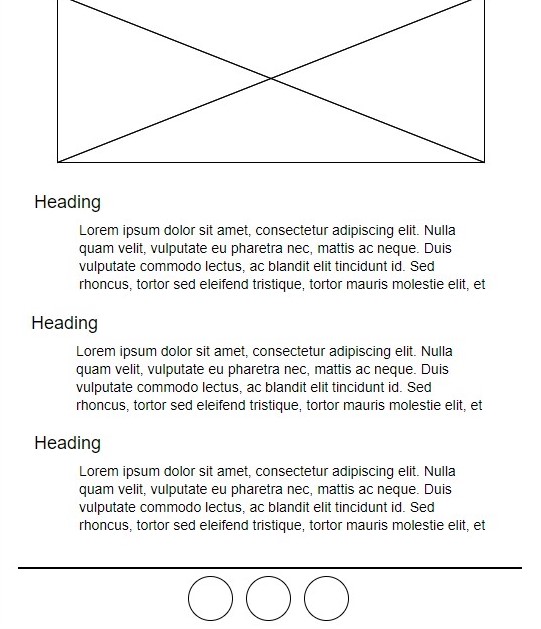 Heading
Lorem ipsum dolor sit amet, consectetur adipiscing elit. Nulla
quam velit, vulputate eu pharetra nec, mattis ac neque. Duis
vulputate commodo lectus, ac blandit elit tincidunt id. Sed
rhoncus, tortor sed eleifend tristique, tortor mauris molestie elit, et
Heading
Lorem ipsum dolor sit amet, consectetur adipiscing elit. Nulla
quam velit, vulputate eu pharetra nec, mattis ac neque. Duis
vulputate commodo lectus, ac blandit elit tincidunt id. Sed
rhoncus, tortor sed eleifend tristique, tortor mauris molestie elit, et
Heading
Lorem ipsum dolor sit amet, consectetur adipiscing elit. Nulla
quam velit, vulputate eu pharetra nec, mattis ac neque. Duis
vulputate commodo lectus, ac blandit elit tincidunt id. Sed
rhoncus, tortor sed eleifend tristique, tortor mauris molestie elit, et